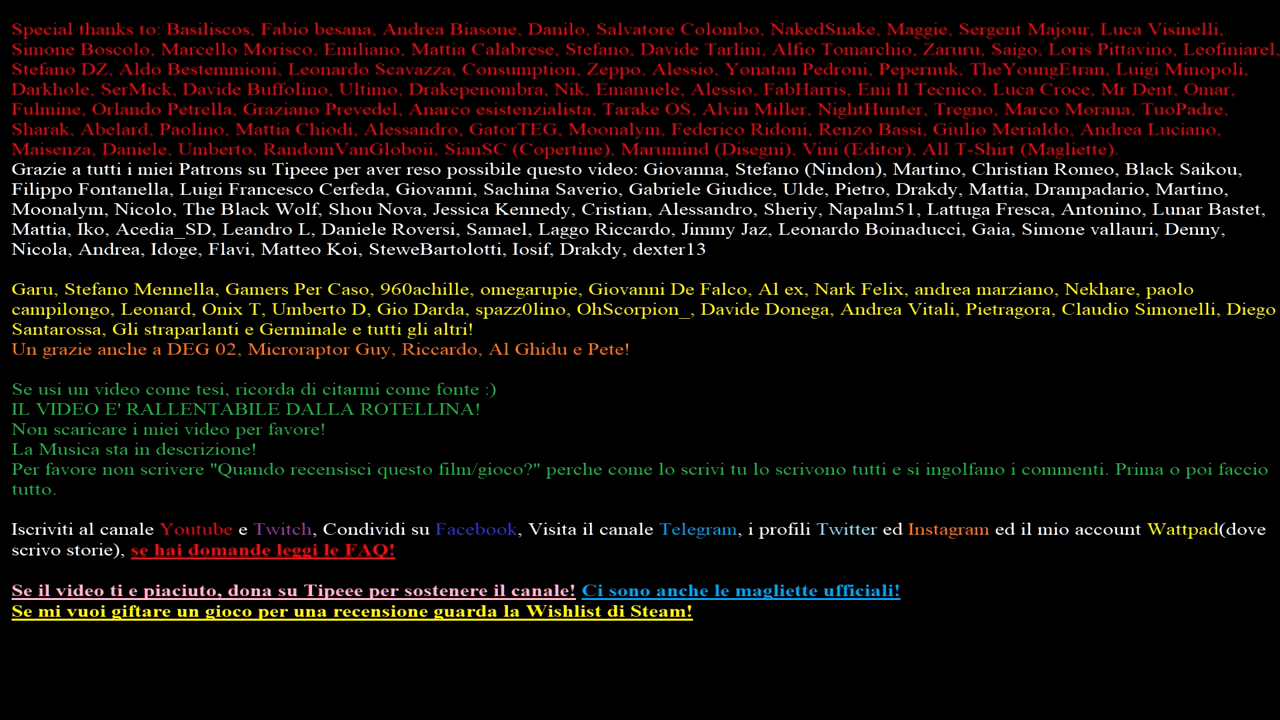 Special thanks to: Basiliscos, Fabio besana, Andrea Biasone, Danilo, Salvatore Colombo, NakedSnake, Maggie, Sergent Majour, Luca Visinelli,
Simone Boscolo, Marcello Morisco, Emiliano, Mattia Calabrese, Stefano, Davide Tarlini, Alfio Tomarchio, Zaruru, Saigo, Loris Pittavino, Leofiniarel,
Stefano DZ, Aldo Bestemmioni, Leonardo Scavazza, Consumption, Zeppo, Alessio, Yonatan Pedroni, Pepernuk, TheYoungEtran, Luigi Minopoli,
Darkhole, SerMick, Davide Buffolino, Ultimo, Drakepenombra, Nik, Emanuele, Alessio, FabHarris, Emi Il Tecnico, Luca Croce, Mr Dent, Omar,
Fulmine, Orlando Petrella, Graziano Prevedel, Anarco esistenzialista, Tarake OS, Alvin Miller, NightHunter, Tregno, Marco Morana, TuoPadre,
Sharak, Abelard, Paolino, Mattia Chiodi, Alessandro, GatorTEG, Moonalym, Federico Ridoni, Renzo Bassi, Giulio Merialdo, Andrea Luciano,
Maisenza, Daniele, Umberto, RandomVanGloboii, SianSC (Copertine), Marumind (Disegni), Vini (Editor), All T-Shirt (Magliette).
Grazie a tutti i miei Patrons su Tipeee per aver reso possibile questo video: Giovanna, Stefano (Nindon), Martino, Christian Romeo, Black Saikou,
Filippo Fontanella, Luigi Francesco Cerfeda, Giovanni, Sachina Saverio, Gabriele Giudice, Ulde, Pietro, Drakdy, Mattia, Drampadario, Martino,
Moonalym, Nicolo, The Black Wolf, Shou Nova, Jessica Kennedy, Cristian, Alessandro, Sheriy, Napalm51, Lattuga Fresca, Antonino, Lunar Bastet,
Mattia, Iko, Acedia_SD, Leandro L, Daniele Roversi, Samael, Laggo Riccardo, Jimmy Jaz, Leonardo Boinaducci, Gaia, Simone vallauri, Denny,
Nicola, Andrea, Idoge, Flavi, Matteo Koi, SteweBartolotti, Iosif, Drakdy, dexter13
Garu, Stefano Mennella, Gamers Per Caso, 960achille, omegarupie, Giovanni De Falco, Al ex, Nark Felix, andrea marziano, Nekhare, paolo
campilongo, Leonard, Onix T, Umberto D, Gio Darda, spazz0lino, OhScorpion_, Davide Donega, Andrea Vitali, Pietragora, Claudio Simonelli, Diego
Santarossa, Gli straparlanti e Germinale e tutti gli altri!
Un grazie anche a DEG 02, Microraptor Guy, Riccardo, Al Ghidu e Pete!
Se usi un video come tesi, ricorda di citarmi come fonte :)
IL VIDEO E' RALLENTABILE DALLA ROTELLINA!
Non scaricare i miei video per favore!
La Musica sta in descrizione!
Per favore non scrivere "Quando recensisci questo film/gioco?" perche come lo scrivi tu lo scrivono tutti e si ingolfano i commenti. Prima o poi faccio
tutto.
Iscriviti al canale Youtube e Twitch, Condividi su Facebook, Visita il canale Telegram, i profili Twitter ed Instagram ed il mio account Wattpad(dove
scrivo storie), se hai domande leggi le FAQ!
Se il video ti e piaciuto, dona su Tipeee per sostenere il canale! Ci sono anche le magliette ufficiali!
Se mi vuoi giftare un gioco per una recensione guarda la Wishlist di Steam!